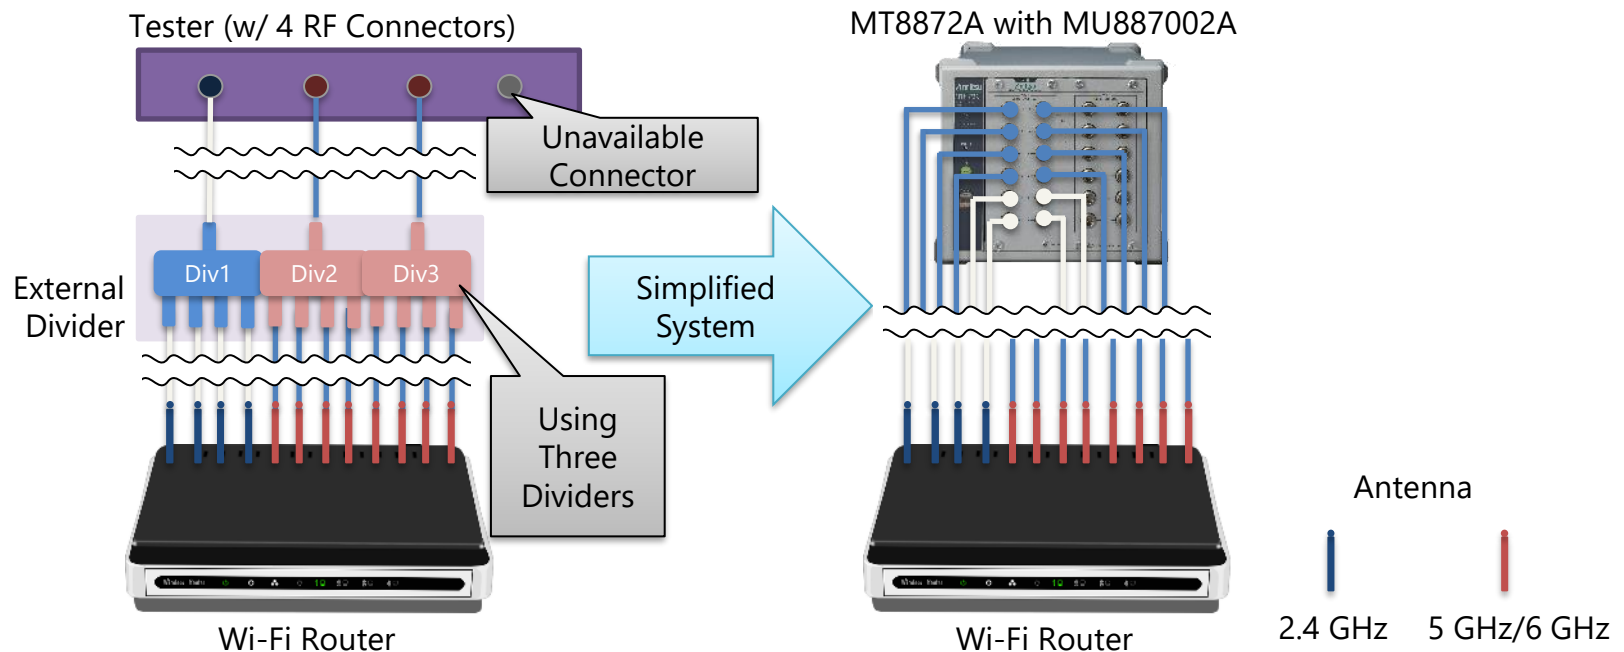 Tester (w/ 4 RF Connectors)
MT8872A with MU887002A
Anritsu
Unavailable
Connector
Div1
Div2
Div3
External
Divider
Simplified
System
Using
Three
Dividers
Antenna
Wi-Fi Router
Wi-Fi Router
2.4 GHz
5 GHz/6 GHz